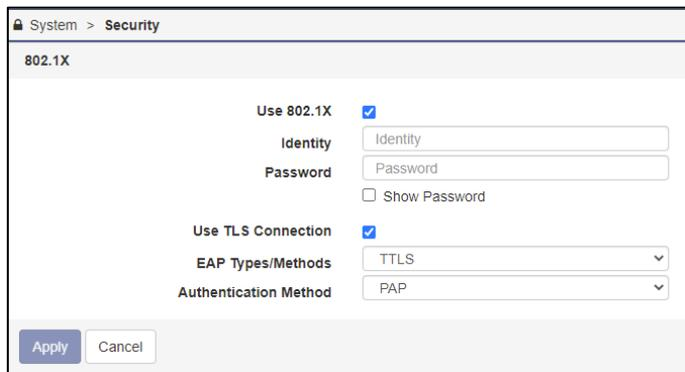 System > Security
802.1X
Use 802.1X
Identity Identity
Password Password
Show Password
Use TLS Connection
EAP Types/Methods TTLS
Authentication Method PAP
Apply Cancel